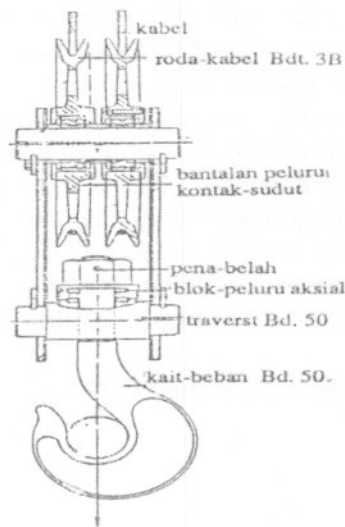 kabel
roda-kabel Bdt. 3B
bantalan peluru
kontak-sudut
pena-belah
blok-peluru aksial
traverst Bd. 50
kait-beban Bd. 50